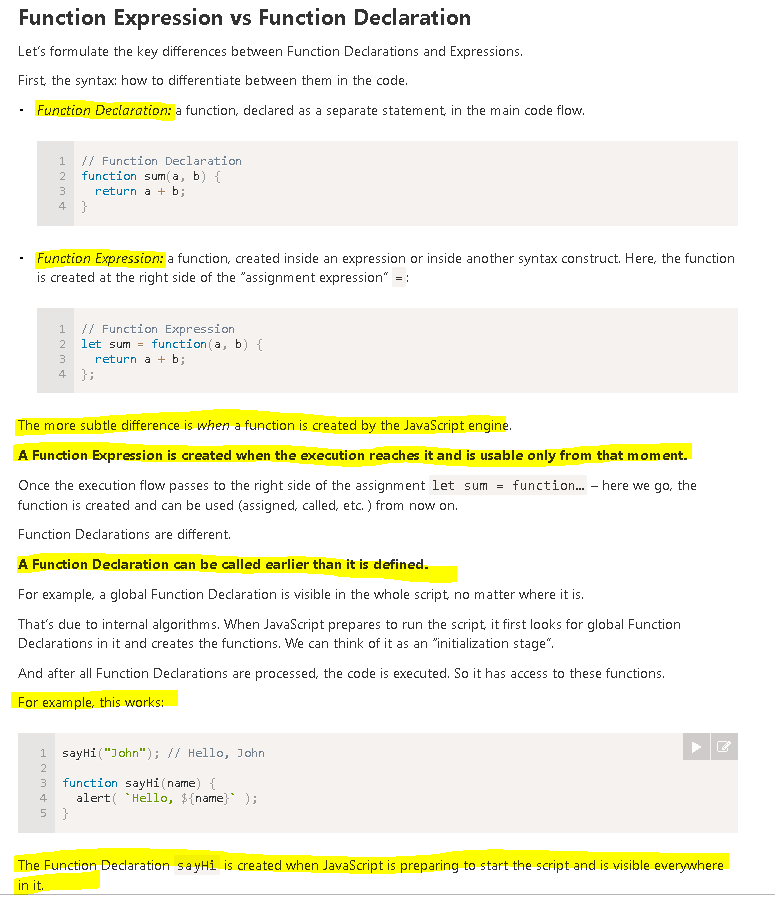 Function Expression vs Function Declaration
Let’s formulate the key differences between Function Declarations and Expressions.
First, the syntax: how to differentiate between them in the code.
• Function Declaration: a function, declared as a separate statement, in the main code flow.
1 // Function Declaration
2 function sum(a, b) {
3   return a + b;
4 }
• Function Expression: a function, created inside an expression or inside another syntax construct. Here, the function
is created at the right side of the “assignment expression” = :
1 // Function Expression
2 let sum = function(a, b) {
3   return a + b;
4 };
The more subtle difference is when a function is created by the JavaScript engine.
A Function Expression is created when the execution reaches it and is usable only from that moment.
Once the execution flow passes to the right side of the assignment let sum = function… – here we go, the
function is created and can be used (assigned, called, etc. ) from now on.
Function Declarations are different.
A Function Declaration can be called earlier than it is defined.
For example, a global Function Declaration is visible in the whole script, no matter where it is.
That’s due to internal algorithms. When JavaScript prepares to run the script, it first looks for global Function
Declarations in it and creates the functions. We can think of it as an “initialization stage”.
And after all Function Declarations are processed, the code is executed. So it has access to these functions.
For example, this works:
1 sayHi("John"); // Hello, John
2
3 function sayHi(name) {
4   alert( `Hello, ${name}` );
5 }
The Function Declaration sayHi is created when JavaScript is preparing to start the script and is visible everywhere
in it.